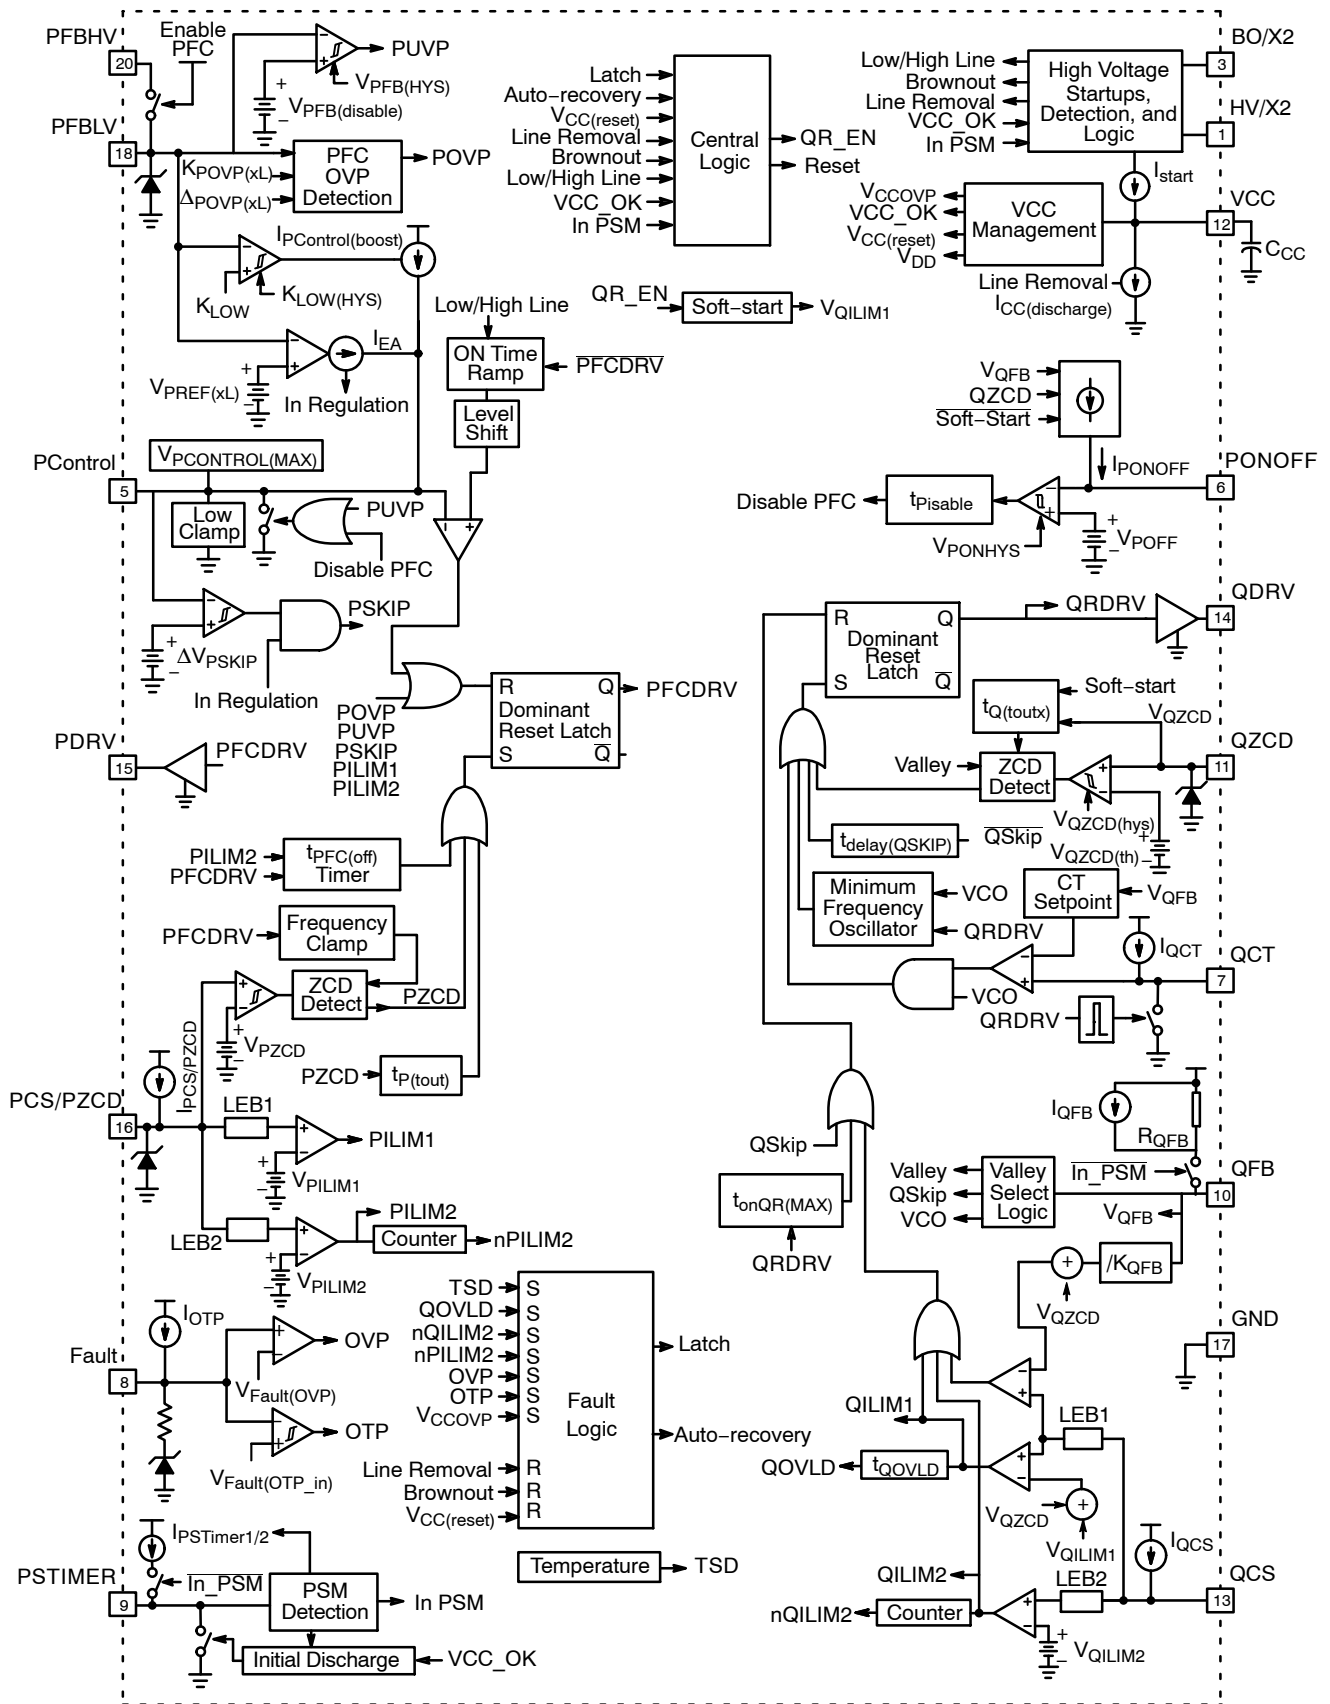 PFBHV
20
Enable
PFC
PUVP
VPFB(HYS)
+
−
VPFB(disable)
PFBLV
18
KPOVP(xL)
ΔPOVP(xL)
PFC
OVP
Detection
POVP
IPControl(boost)
−
+
KLOW
KLOW(HYS)
−
+
IEA
VPREF(xL)
+
−
In Regulation
Low/High Line
ON Time
Ramp
PFCDRV
Level
Shift
Latch
Auto−recovery
VCC(reset)
Line Removal
Brownout
Low/High Line
VCC_OK
In PSM
Central
Logic
QR_EN
Reset
QR_EN
Soft−start
VQILIM1
Low/High Line
Brownout
Line Removal
VCC_OK
In PSM
High Voltage
Startups,
Detection, and
Logic
BO/X2
3
HV/X2
1
Istart
VCCOVP
VCC_OK
VCC(reset)
VDD
VCC
Management
VCC
12
CCC
Line Removal
ICC(discharge)
VQFB
QZCD
Soft−Start
IPONOFF
PONOFF
6
Disable PFC
tPisable
−
+
VPONHYS
+
−
VPOFF
PControl
5
VPCONTROL(MAX)
Low
Clamp
PUVP
Disable PFC
−
+
−
+
+
−
ΔVPSKIP
PSKIP
In Regulation
POVP
PUVP
PSKIP
PILIM1
PILIM2
R
Q
Dominant
Reset Latch
S
Q
PFCDRV
PDRV
15
PFCDRV
PILIM2
PFCDRV
tPFC(off)
Timer
PFCDRV
Frequency
Clamp
+
−
ZCD
Detect
PZCD
+
−
VPZCD
PZCD
tP(tout)
IPCS/PZCD
PCS/PZCD
16
LEB1
+
−
PILIM1
+
−
VPILIM1
LEB2
+
−
PILIM2
Counter
nPILIM2
+
−
VPILIM2
R
Q
Dominant
Reset
Latch
S
Q
QRDRV
QDRV
14
tQ(toutx)
Soft−start
VQZCD
Valley
ZCD
Detect
+
−
QZCD
11
VQZCD(hys)
VQZCD(th)
+
−
tdelay(QSKIP)
QSkip
Minimum
Frequency
Oscillator
VCO
QRDRV
CT
Setpoint
VQFB
IQCT
−
+
QCT
7
VCO
QRDRV
QSkip
tonQR(MAX)
QRDRV
IQFB
RQFB
In_PSM
QFB
10
Valley
QSkip
VCO
Valley
Select
Logic
VQFB
+
/KQFB
VQZCD
GND
17
IOTP
Fault
8
+
−
OVP
VFault(OVP)
−
+
OTP
VFault(OTP_in)
TSD
QOVLD
nQILIM2
nPILIM2
OVP
OTP
VCCOVP
Line Removal
Brownout
VCC(reset)
S
S
S
S
S
S
S
R
R
R
Fault
Logic
Latch
Auto−recovery
Temperature
TSD
−
+
QILIM1
LEB1
QOVLD
tQOVLD
+
−
VQZCD
+
VQILIM1
IQCS
QCS
13
LEB2
QILIM2
nQILIM2
Counter
+
−
+
−
VQILIM2
IPSTimer1/2
PSTIMER
9
In_PSM
PSM
Detection
In PSM
Initial Discharge
VCC_OK